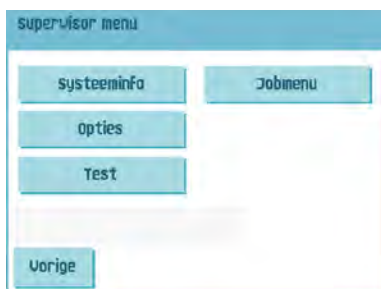 Supervisor menu
Systeeminfo
Jobmenu
Opties
Test
Vorige